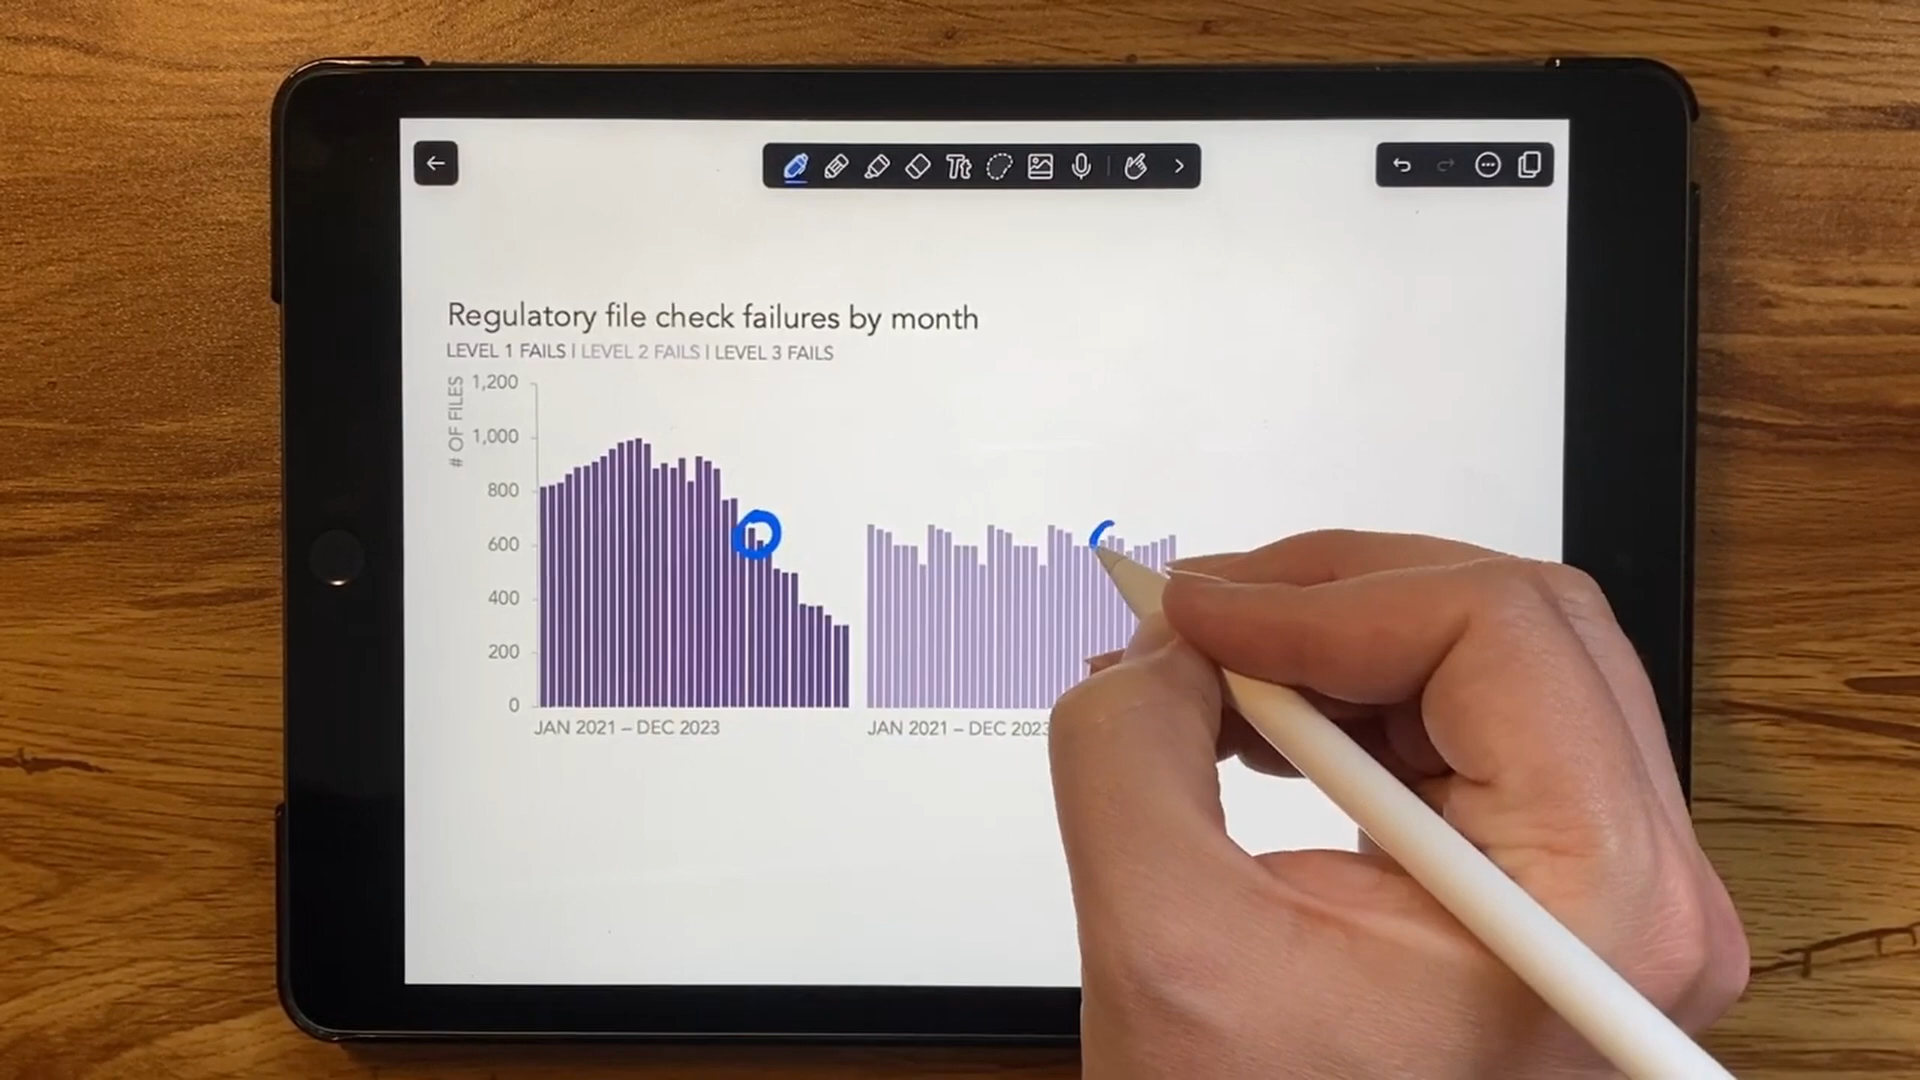 Tt
Regulatory file check failures by month
LEVEL 1 FAILS | LEVEL 2 FAILS | LEVEL 3 FAILS
# OF FILES
1,200
1,000
800
600
400
200
0
JAN 2021 – DEC 2023
JAN 2021 – DEC 2023